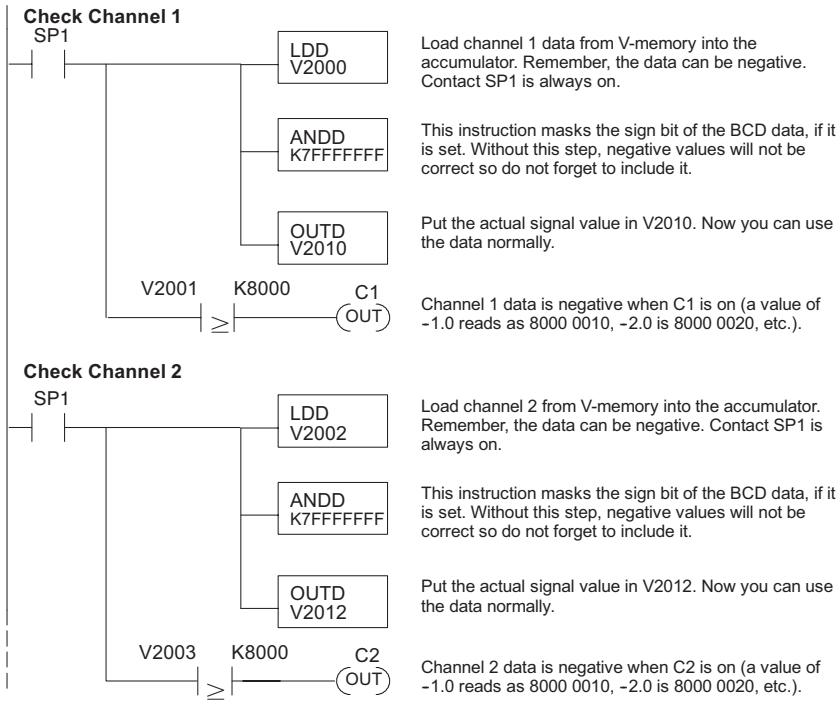 Check Channel 1
SP1
LDD
V2000
Load channel 1 data from V-memory into the
accumulator. Remember, the data can be negative.
Contact SP1 is always on.
ANDD
K7FFFFFFF
This instruction masks the sign bit of the BCD data, if it
is set. Without this step, negative values will not be
correct so do not forget to include it.
OUTD
V2010
Put the actual signal value in V2010. Now you can use
the data normally.
V2001 K8000 C1
≥ OUT
Channel 1 data is negative when C1 is on (a value of
-1.0 reads as 8000 0010, -2.0 is 8000 0020, etc.).
Check Channel 2
SP1
LDD
V2002
Load channel 2 from V-memory into the accumulator.
Remember, the data can be negative. Contact SP1 is
always on.
ANDD
K7FFFFFFF
This instruction masks the sign bit of the BCD data, if it
is set. Without this step, negative values will not be
correct so do not forget to include it.
OUTD
V2012
Put the actual signal value in V2012. Now you can use
the data normally.
V2003 K8000 C2
≥ OUT
Channel 2 data is negative when C2 is on (a value of
-1.0 reads as 8000 0010, -2.0 is 8000 0020, etc.).